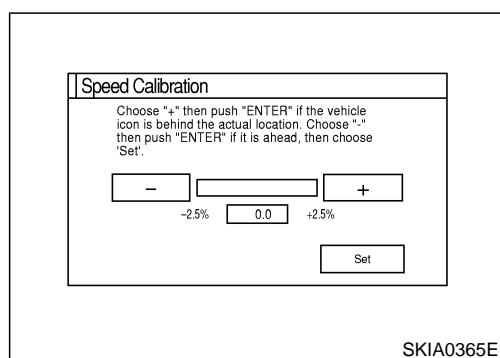 Speed Calibration
Choose "+" then push "ENTER" if the vehicle
icon is behind the actual location. Choose "-"
then push "ENTER" if it is ahead, then choose
'Set'.
– +
–2.5% 0.0 +2.5%
Set
SKIA0365E